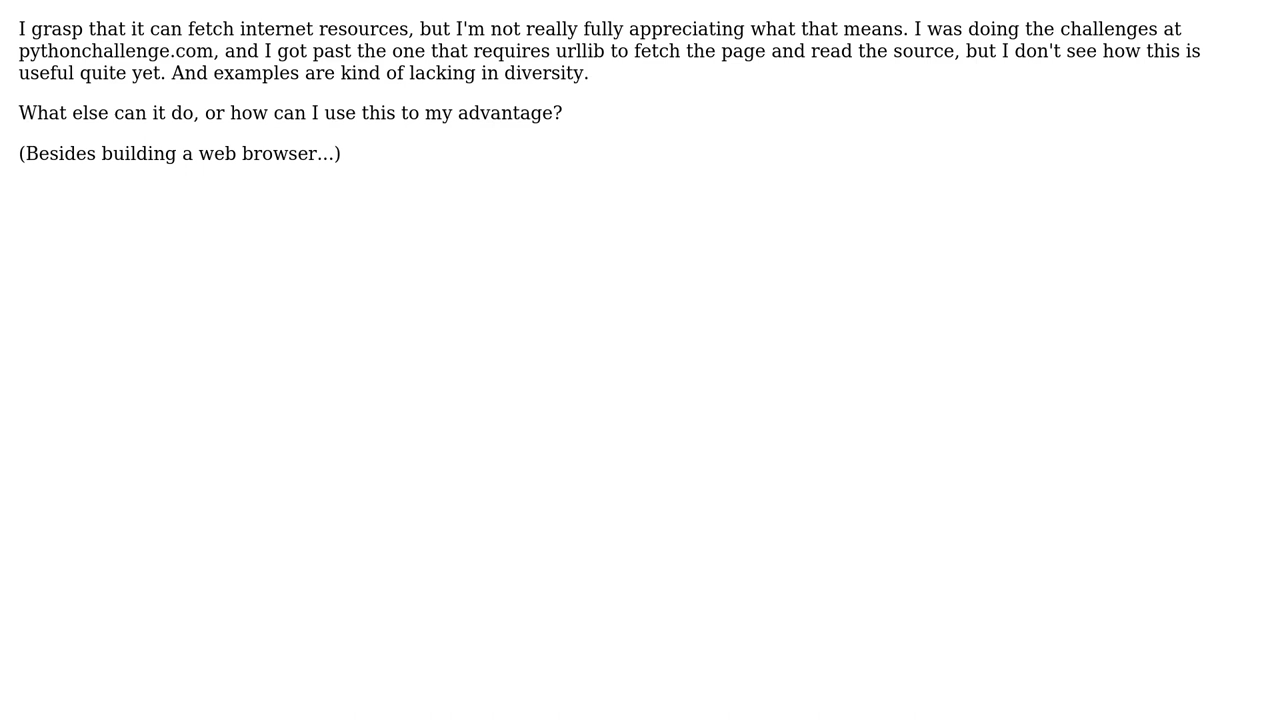 I grasp that it can fetch internet resources, but I'm not really fully appreciating what that means. I was doing the challenges at
pythonchallenge.com, and I got past the one that requires urllib to fetch the page and read the source, but I don't see how this is
useful quite yet. And examples are kind of lacking in diversity.
What else can it do, or how can I use this to my advantage?
(Besides building a web browser...)